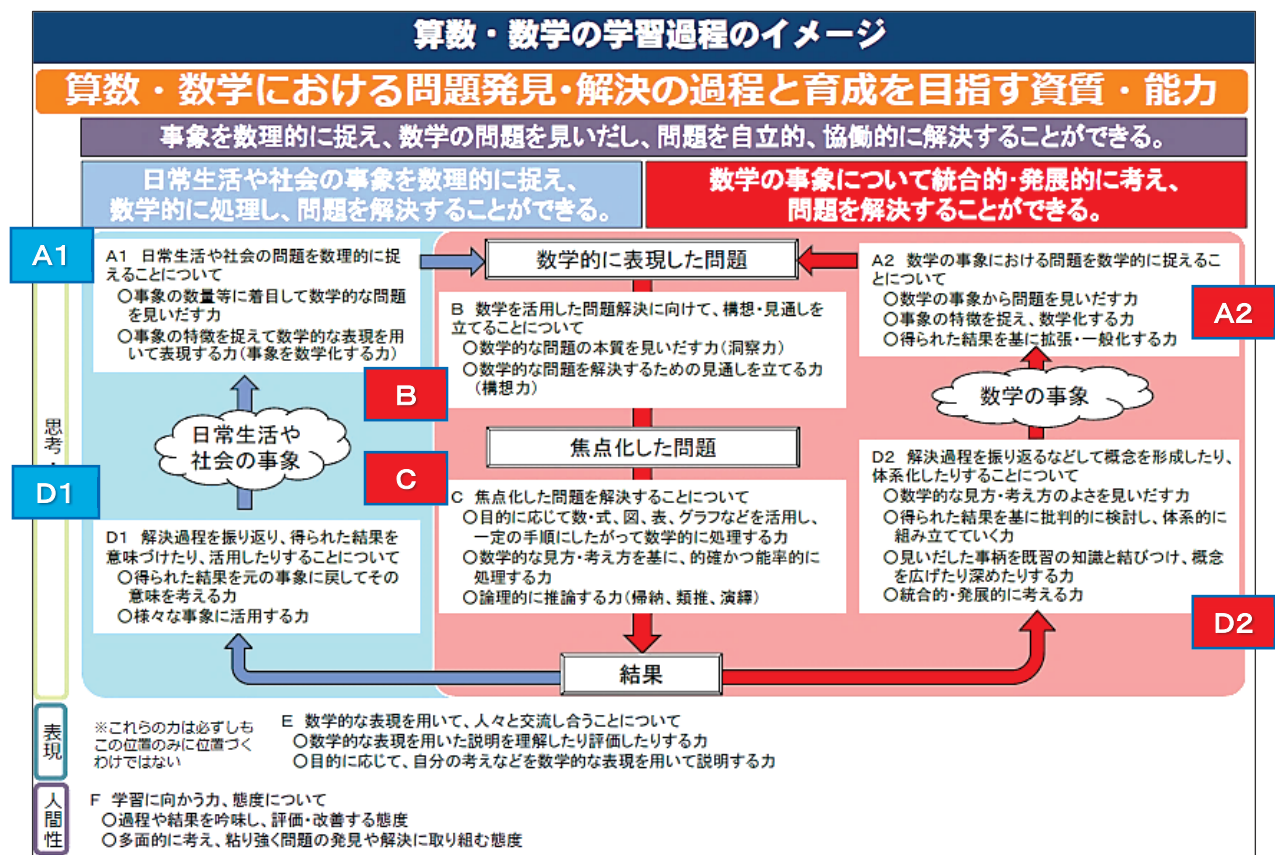 算数・数学の学習過程のイメージ
算数・数学における問題発見・解決の過程と育成を目指す資質・能力
事象を数理的に捉え、数学の問題を見いだし、問題を自立的、協働的に解決することができる。
日常生活や社会の事象を数理的に捉え、
数学的に処理し、問題を解決することができる。
数学の事象について統合的・発展的に考え、
問題を解決することができる。
A1
A1 日常生活や社会の問題を数理的に捉
えることについて
○事象の数量等に着目して数学的な問題
を見いだす力
○事象の特徴を捉えて数学的な表現を用
いて表現する力(事象を数学化する力)
日常生活や
社会の事象
D1
D1 解決過程を振り返り、得られた結果を
意味づけたり、活用したりすることについて
○得られた結果を元の事象に戻してその
意味を考える力
○様々な事象に活用する力
数学的に表現した問題
B
B 数学を活用した問題解決に向けて、構想・見通しを
立てることについて
○数学的な問題の本質を見いだす力(洞察力)
○数学的な問題を解決するための見通しを立てる力
(構想力)
焦点化した問題
C
C 焦点化した問題を解決することについて
○目的に応じて数・式、図、表、グラフなどを活用し、
一定の手順にしたがって数学的に処理する力
○数学的な見方・考え方を基に、的確かつ能率的に
処理する力
○論理的に推論する力(帰納、類推、演繹)
結果
A2 数学の事象における問題を数学的に捉えるこ
とについて
○数学の事象から問題を見いだす力
○事象の特徴を捉え、数学化する力
○得られた結果を基に拡張・一般化する力
A2
数学の事象
D2 解決過程を振り返るなどして概念を形成したり、
体系化したりすることについて
○数学的な見方・考え方のよさを見いだす力
○得られた結果を基に批判的に検討し、体系的に
組み立てていく力
○見いだした事柄を既習の知識と結びつけ、概念
を広げたり深めたりする力
○統合的・発展的に考える力
D2
思考・
表現
※これらの力は必ずしも
この位置のみに位置づく
わけではない
E 数学的な表現を用いて、人々と交流し合うことについて
○数学的な表現を用いた説明を理解したり評価したりする力
○目的に応じて、自分の考えなどを数学的な表現を用いて説明する力
人間性
F 学習に向かう力、態度について
○過程や結果を吟味し、評価・改善する態度
○多面的に考え、粘り強く問題の発見や解決に取り組む態度